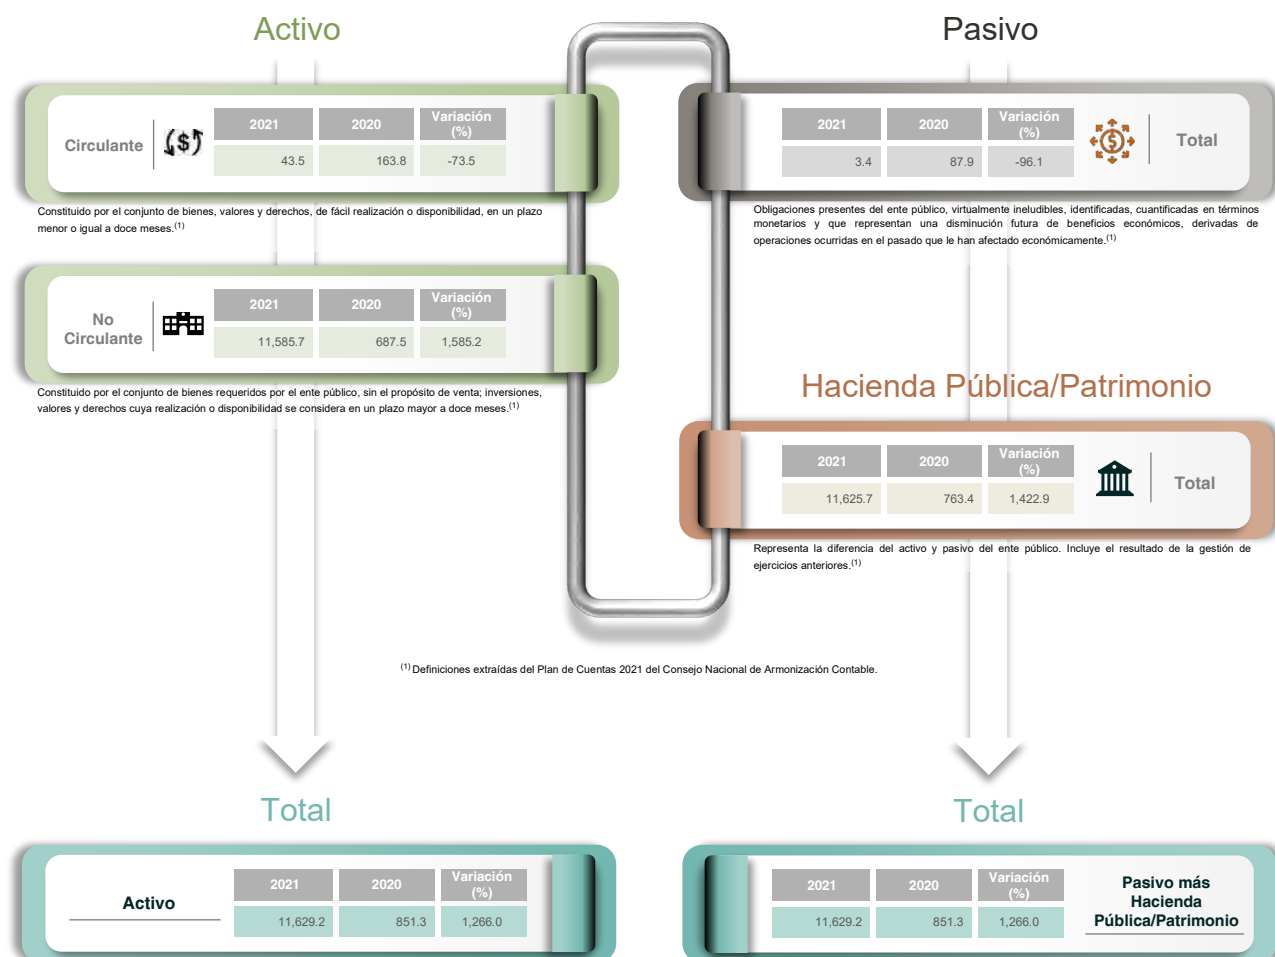 Activo
Circulante
2021 2020 Variación (%)
43.5 163.8 -73.5
Constituido por el conjunto de bienes, valores y derechos, de fácil realización o disponibilidad, en un plazo
menor o igual a doce meses.(1)
No
Circulante
2021 2020 Variación (%)
11,585.7 687.5 1,585.2
Constituido por el conjunto de bienes requeridos por el ente público, sin el propósito de venta; inversiones,
valores y derechos cuya realización o disponibilidad se considera en un plazo mayor a doce meses.(1)
Pasivo
2021 2020 Variación (%)
3.4 87.9 -96.1
Total
Obligaciones presentes del ente público, virtualmente ineludibles, identificadas, cuantificadas en términos
monetarios y que representan una disminución futura de beneficios económicos, derivadas de
operaciones ocurridas en el pasado que le han afectado económicamente.(1)
Hacienda Pública/Patrimonio
2021 2020 Variación (%)
11,625.7 763.4 1,422.9
Total
Representa la diferencia del activo y pasivo del ente público. Incluye el resultado de la gestión de
ejercicios anteriores.(1)
(1) Definiciones extraídas del Plan de Cuentas 2021 del Consejo Nacional de Armonización Contable.
Total
Activo
2021 2020 Variación (%)
11,629.2 851.3 1,266.0
Total
2021 2020 Variación (%)
11,629.2 851.3 1,266.0
Pasivo más
Hacienda
Pública/Patrimonio